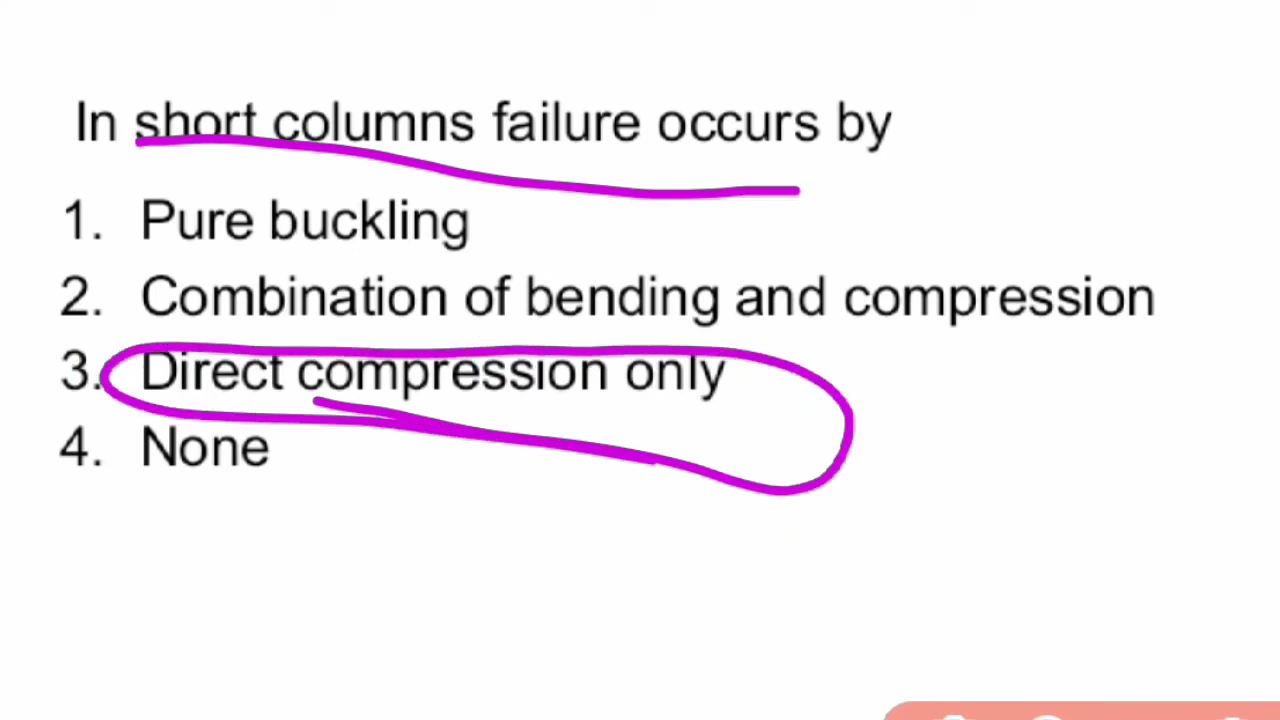 In short columns failure occurs by
1. Pure buckling
2. Combination of bending and compression
3. Direct compression only
4. None